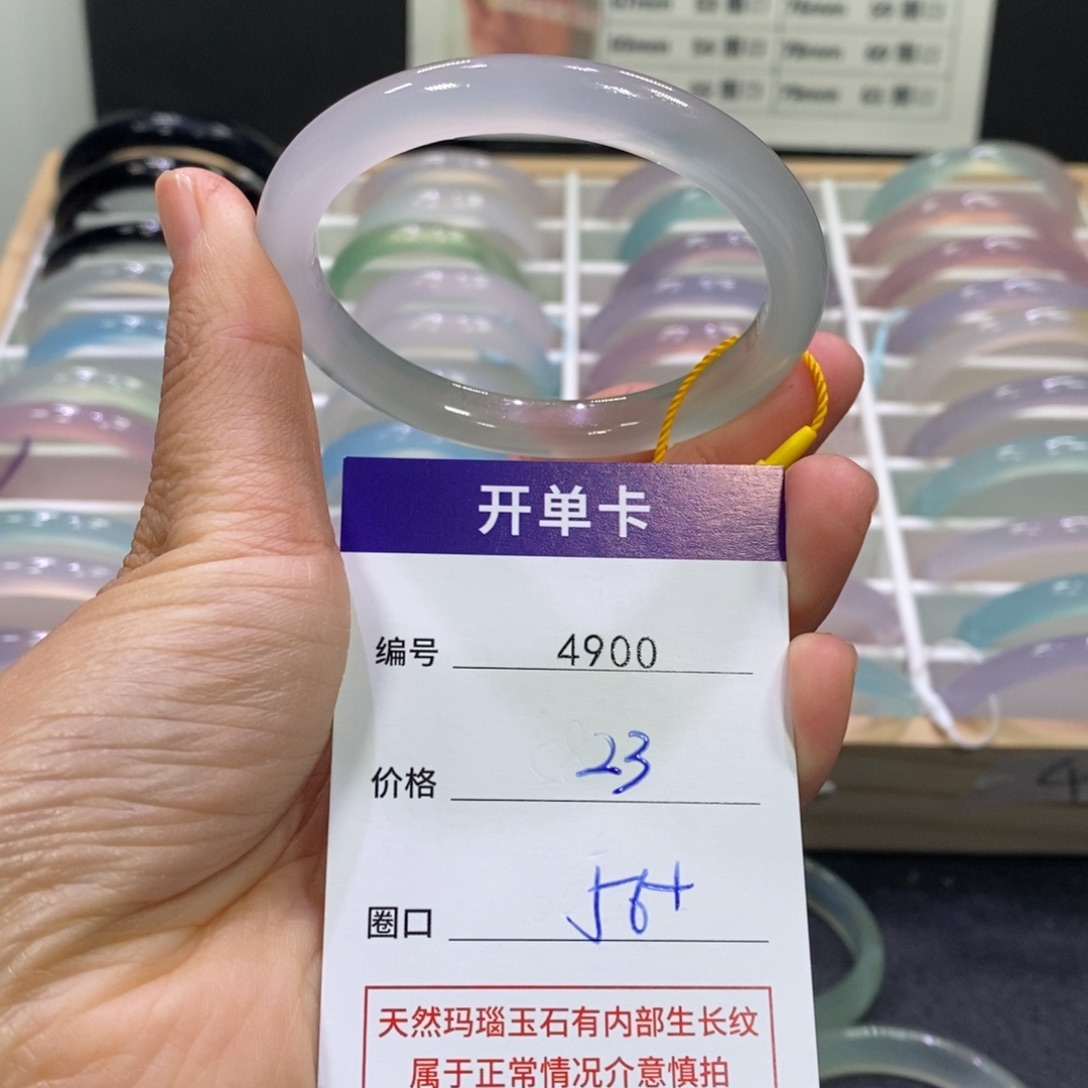 开单卡
编号 4900
价格 23
圈口 56+
天然玛瑙玉石有内部生长纹
属于正常情况介意慎拍